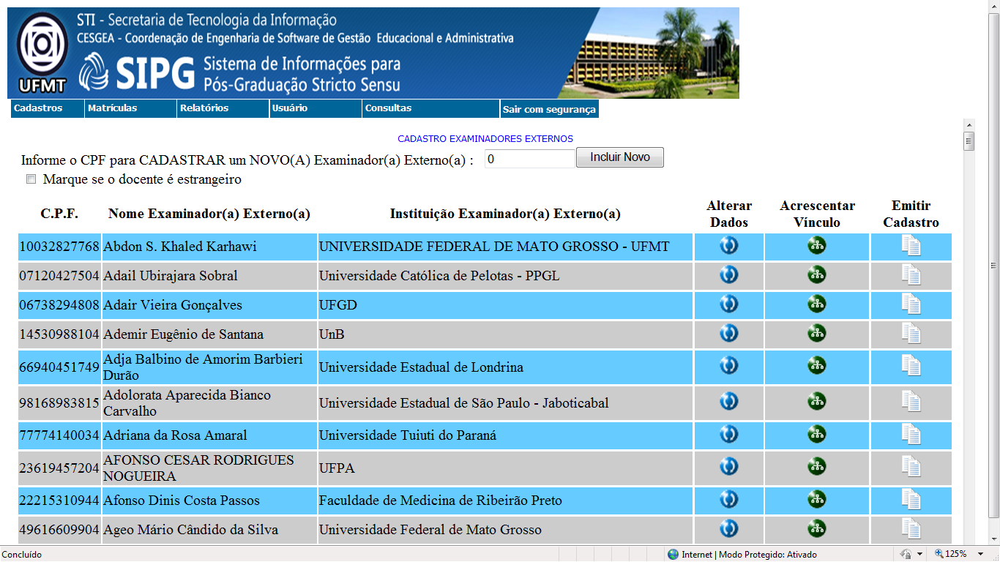 STI - Secretaria de Tecnologia da Informação
CESGEA - Coordenação de Engenharia de Software de Gestão Educacional e Administrativa
UFMT
SIPG
Sistema de Informações para
Pós-Graduação Stricto Sensu
Cadastros Matrículas Relatórios Usuário Consultas Sair com segurança
CADASTRO EXAMINADORES EXTERNOS
Informe o CPF para CADASTRAR um NOVO(A) Examinador(a) Externo(a) : 0 Incluir Novo
Marque se o docente é estrangeiro
C.P.F. Nome Examinador(a) Externo(a) Instituição Examinador(a) Externo(a) Alterar Dados Acrescentar Vínculo Emitir Cadastro
10032827768 Abdon S. Khaled Karhawi UNIVERSIDADE FEDERAL DE MATO GROSSO - UFMT
07120427504 Adail Ubirajara Sobral Universidade Católica de Pelotas - PPGL
06738294808 Adair Vieira Gonçalves UFGD
14530988104 Ademir Eugênio de Santana UnB
66940451749 Adja Balbino de Amorim Barbieri Durão Universidade Estadual de Londrina
98168983815 Adolorata Aparecida Bianco Carvalho Universidade Estadual de São Paulo - Jaboticabal
77774140034 Adriana da Rosa Amaral Universidade Tuiuti do Paraná
23619457204 AFONSO CESAR RODRIGUES NOGUEIRA UFPA
22215310944 Afonso Dinis Costa Passos Faculdade de Medicina de Ribeirão Preto
49616609904 Ageo Mário Cândido da Silva Universidade Federal de Mato Grosso
Concluído Internet | Modo Protegido: Ativado 125%